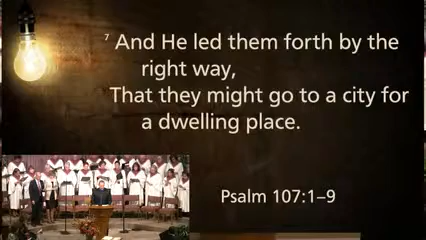 7 And He led them forth by the
right way,
That they might go to a city for
a dwelling place.
Psalm 107:1–9